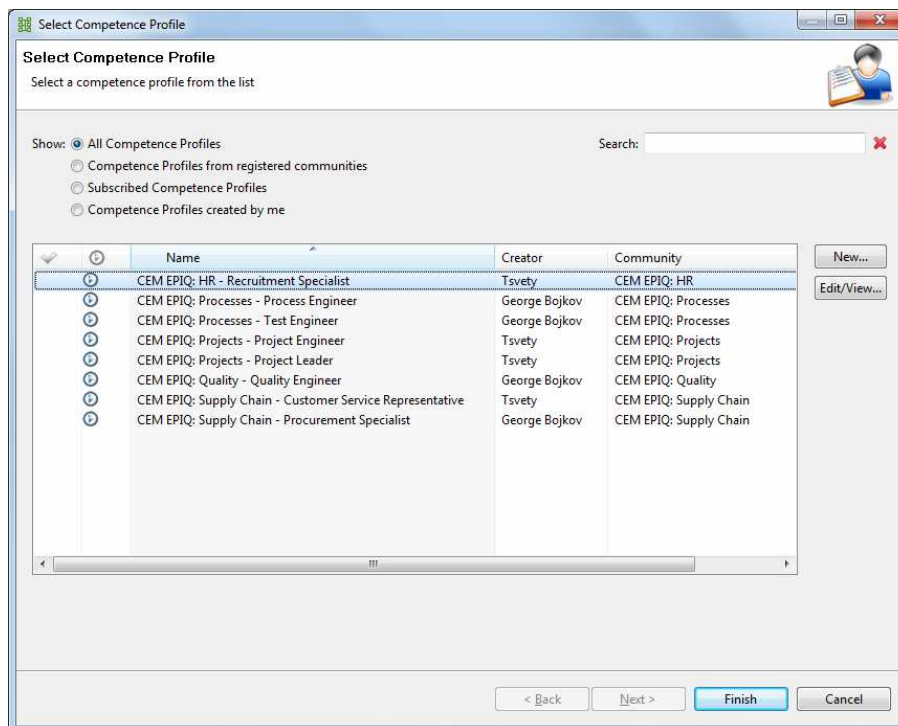 Select Competence Profile
Select Competence Profile
Select a competence profile from the list
Show: All Competence Profiles Search:
Competence Profiles from registered communities
Subscribed Competence Profiles
Competence Profiles created by me
Name Creator Community New...
CEM EPIQ: HR - Recruitment Specialist Tsvety CEM EPIQ: HR Edit/View...
CEM EPIQ: Processes - Process Engineer George Bojkov CEM EPIQ: Processes
CEM EPIQ: Processes - Test Engineer George Bojkov CEM EPIQ: Processes
CEM EPIQ: Projects - Project Engineer Tsvety CEM EPIQ: Projects
CEM EPIQ: Projects - Project Leader Tsvety CEM EPIQ: Projects
CEM EPIQ: Quality - Quality Engineer George Bojkov CEM EPIQ: Quality
CEM EPIQ: Supply Chain - Customer Service Representative Tsvety CEM EPIQ: Supply Chain
CEM EPIQ: Supply Chain - Procurement Specialist George Bojkov CEM EPIQ: Supply Chain
< Back Next > Finish Cancel